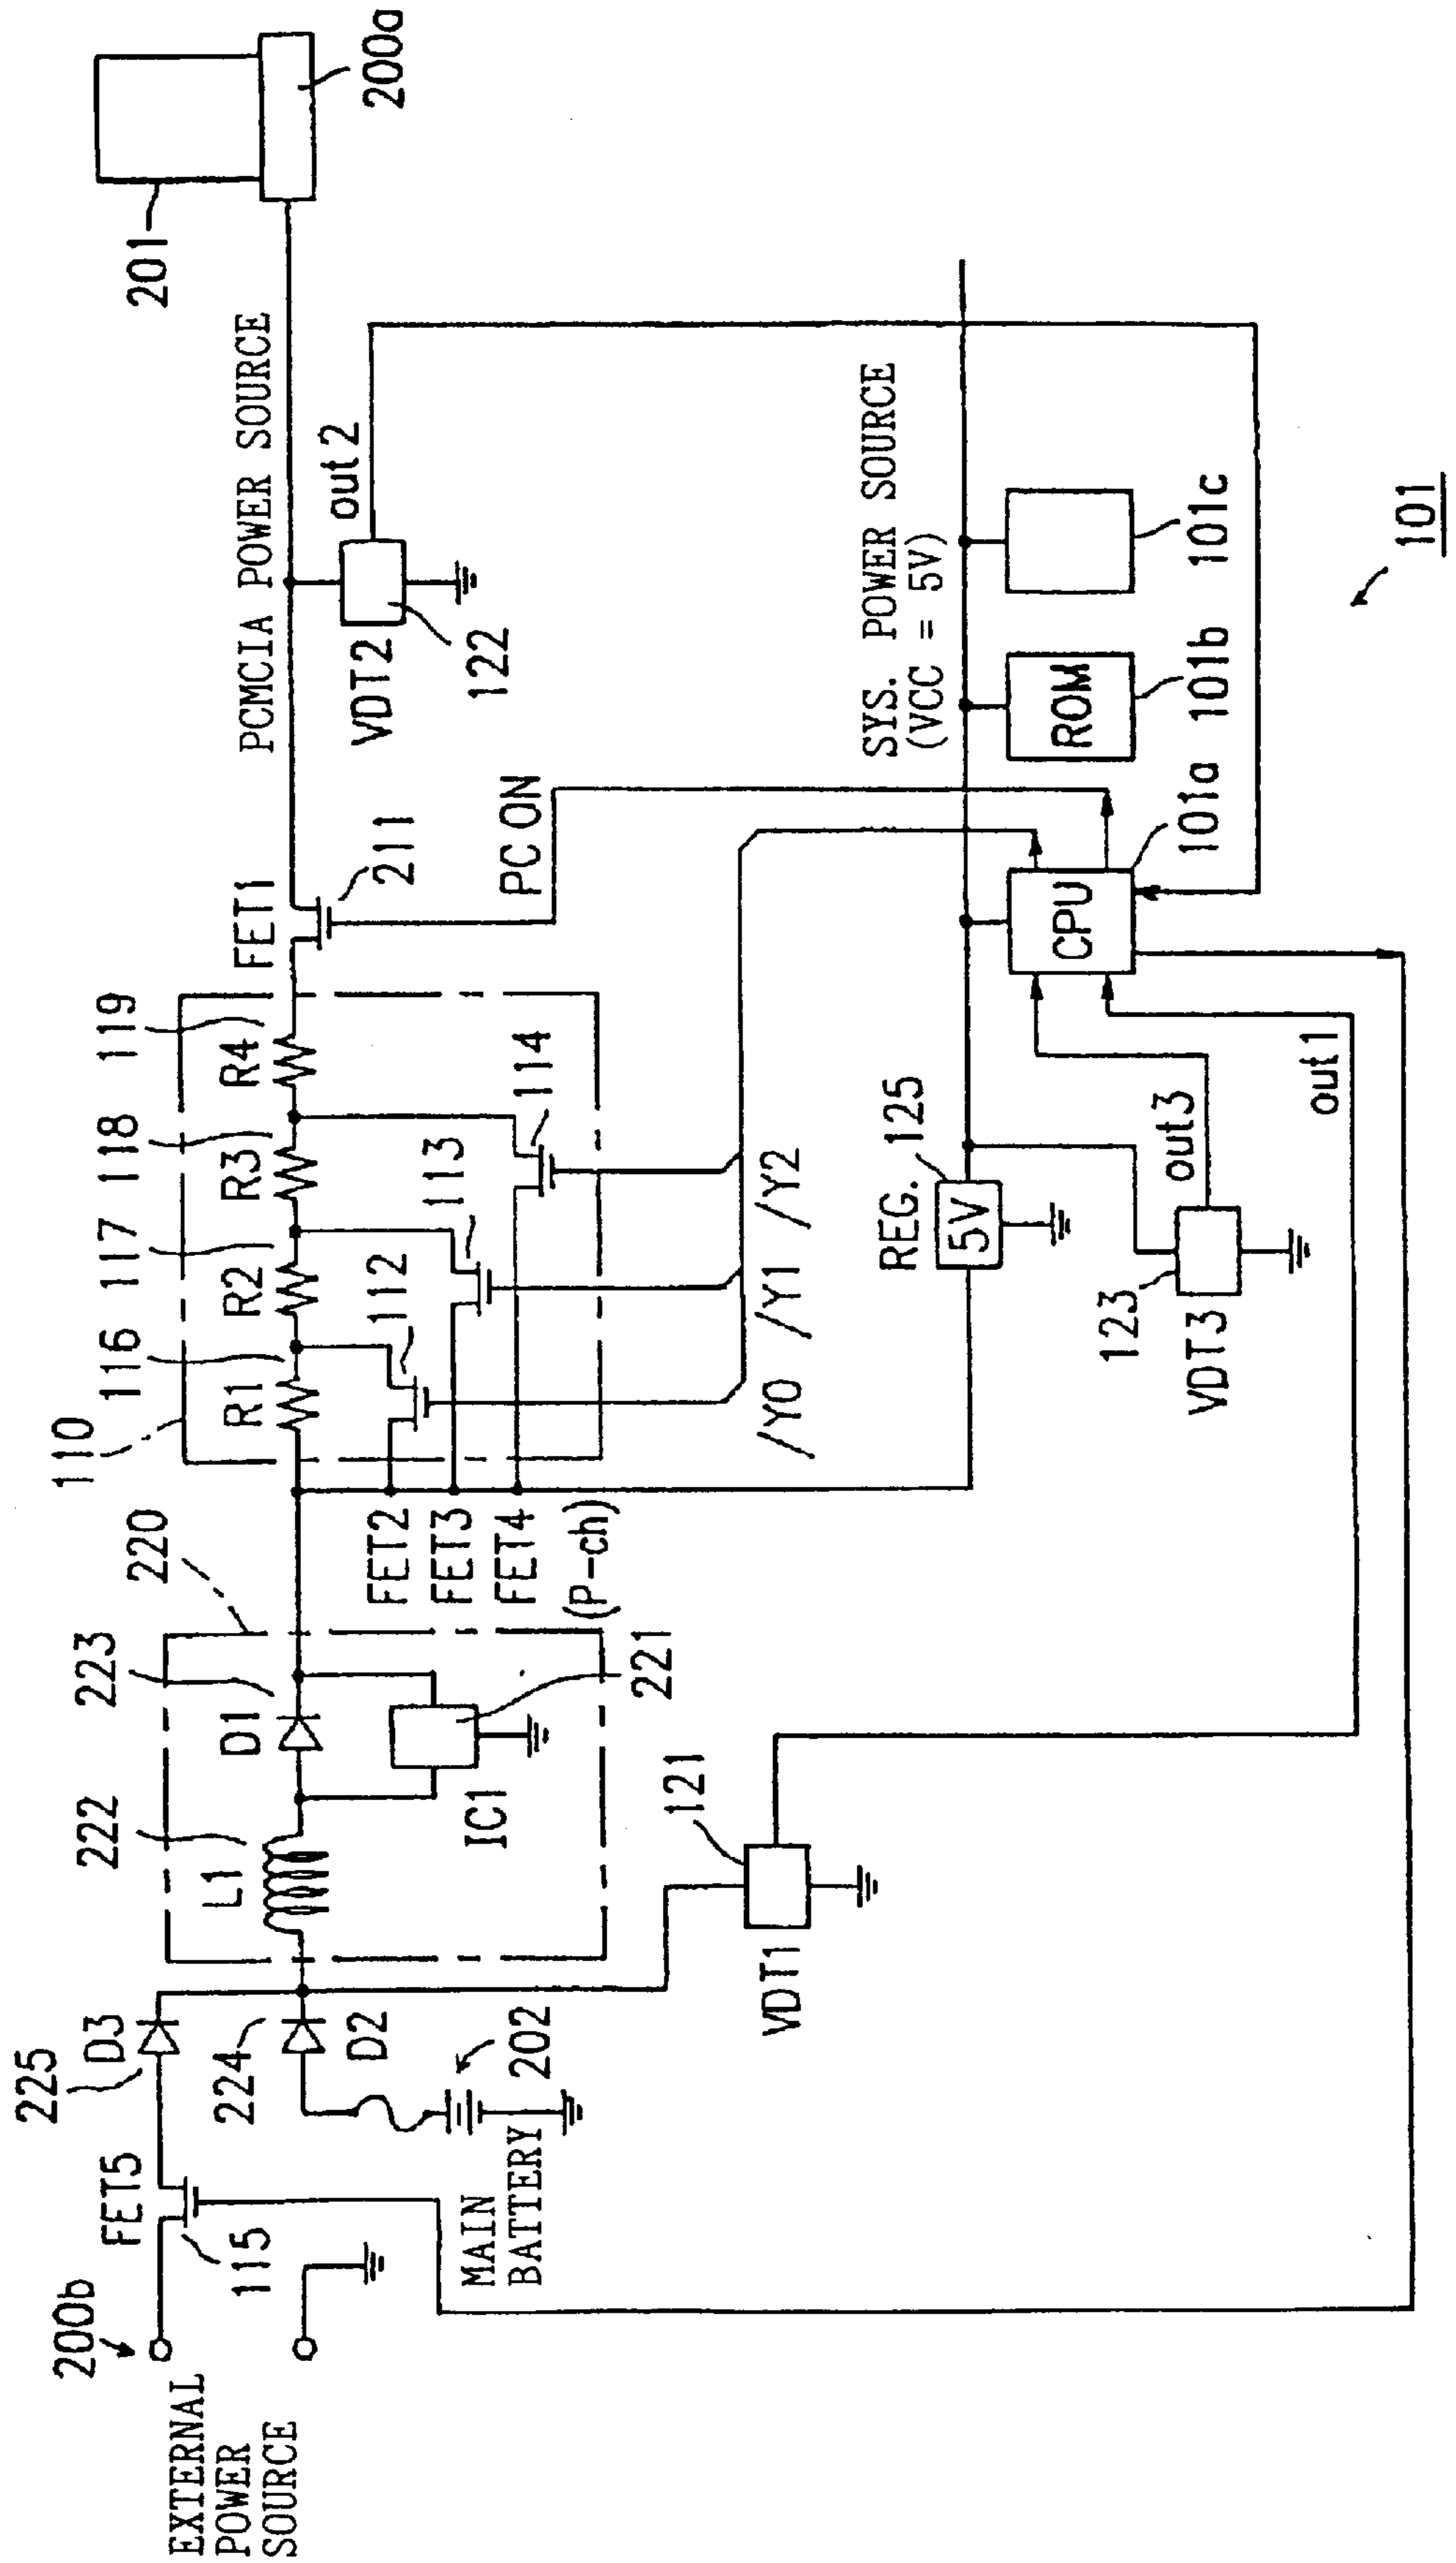 200b
EXTERNAL
POWER
SOURCE
FET5
115
225
D3
224
D2
MAIN
BATTERY
202
222
L1
223
D1
220
IC1
221
121
VDT1
110
116
R1
117
R2
118
R3
119
R4
FET2
112
FET3
113
FET4
114
(P-ch)
/Y0 /Y1 /Y2
FET1
211
PC ON
PCMCIA POWER SOURCE
VDT2
122
out2
201
200a
REG.
125
5V
123
VDT3
out3
out1
SYS. POWER SOURCE
(VCC = 5V)
CPU
101a
ROM
101b
101c
101